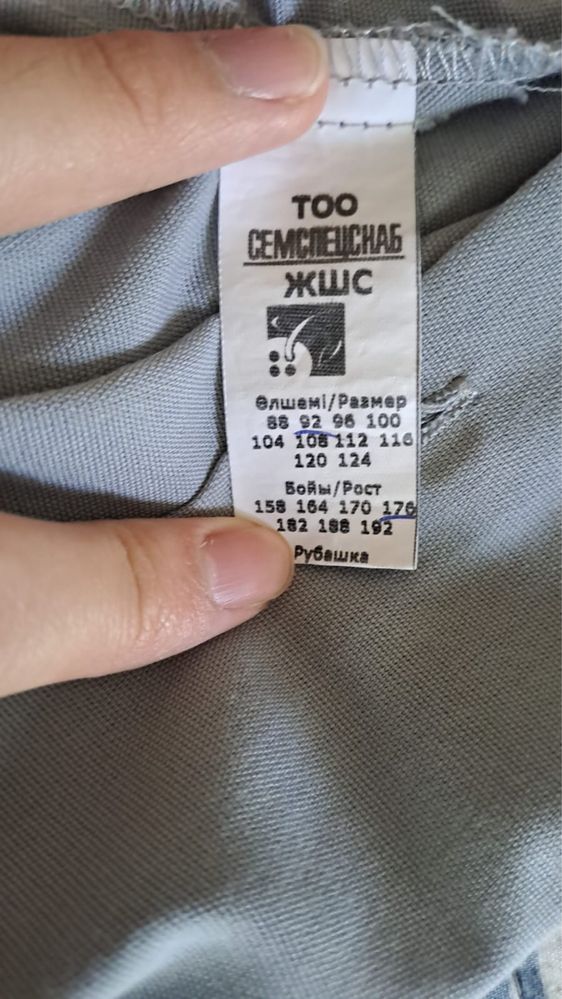 ТОО
СЕМСПЕЦСНАБ
ЖШС
Өлшемі/Размер
88 92 96 100
104 108 112 116
120 124
Бойы/Рост
158 164 170 176
182 188 192
Рубашка